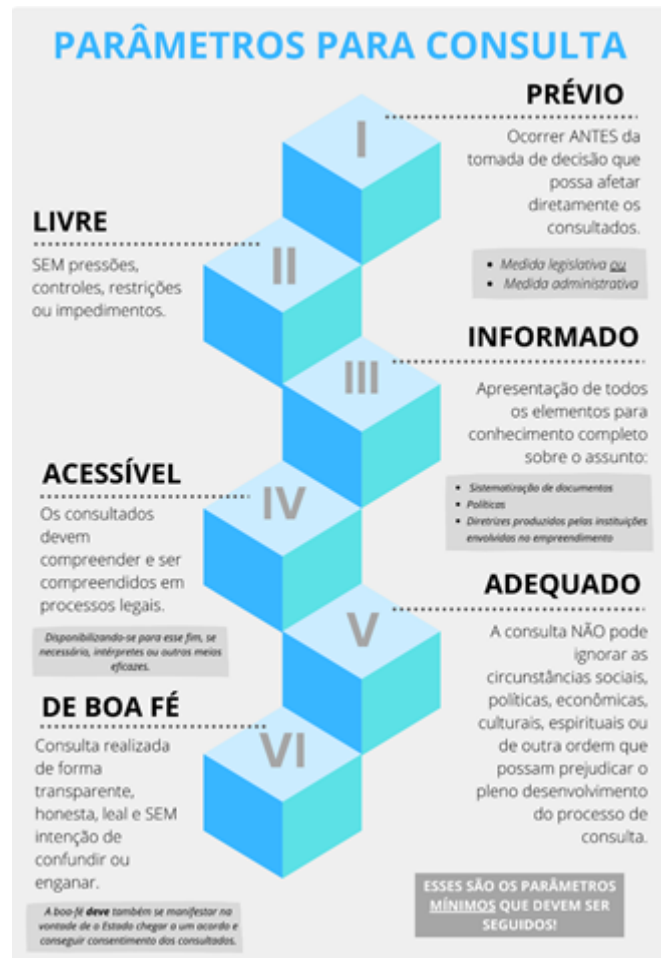 PARÂMETROS PARA CONSULTA
I
PRÉVIO
Ocorrer ANTES da
tomada de decisão que
possa afetar
diretamente os
consultados.
• Medida legislativa ou
• Medida administrativa
LIVRE
II
SEM pressões,
controles, restrições
ou impedimentos.
INFORMADO
III
Apresentação de todos
os elementos para
conhecimento completo
sobre o assunto:
• Sistematização de documentos
• Políticas
• Diretrizes produzidos pelas instituições
envolvidas no empreendimento
ACESSÍVEL
IV
Os consultados
devem
compreender e ser
compreendidos em
processos legais.
Disponibilizando-se para esse fim, se
necessário, intérpretes ou outros meios
eficazes.
ADEQUADO
V
A consulta NÃO pode
ignorar as
circunstâncias sociais,
políticas, econômicas,
culturais, espirituais ou
de outra ordem que
possam prejudicar o
pleno desenvolvimento
do processo de
consulta.
DE BOA FÉ
VI
Consulta realizada
de forma
transparente,
honesta, leal e SEM
intenção de
confundir ou
enganar.
A boa-fé deve também se manifestar na
vontade de o Estado chegar a um acordo e
conseguir consentimento dos consultados.
ESSES SÃO OS PARÂMETROS
MÍNIMOS QUE DEVEM SER
SEGUIDOS!